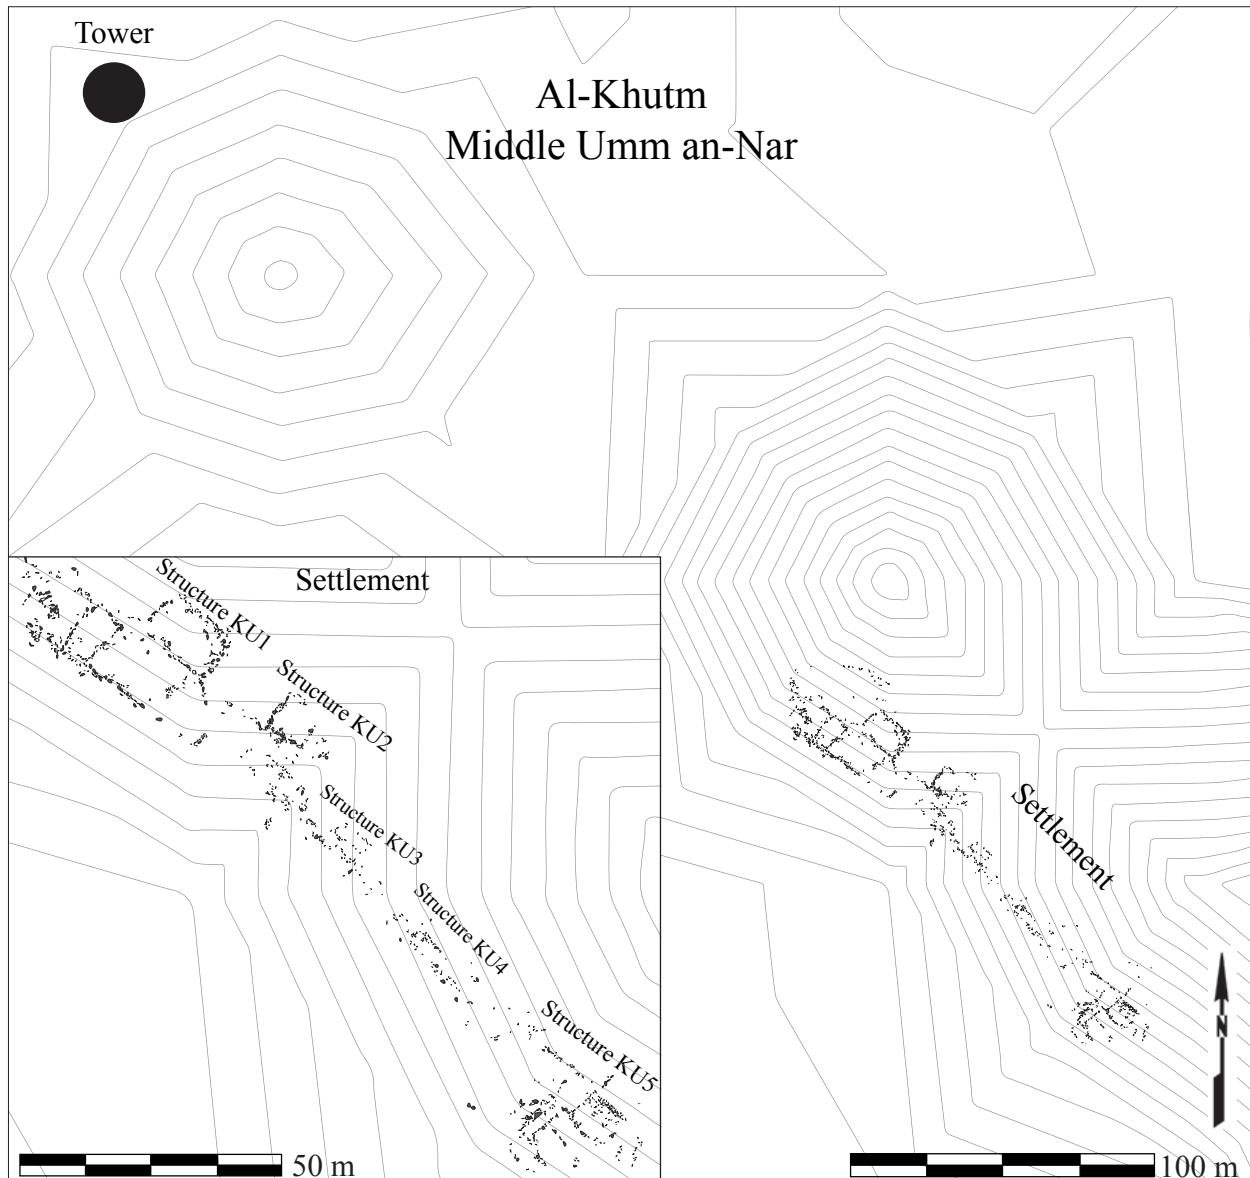 Tower
Al-Khutm
Middle Umm an-Nar
Settlement
Structure KU1
Structure KU2
Structure KU3
Structure KU4
Structure KU5
50 m
Settlement
N
100 m